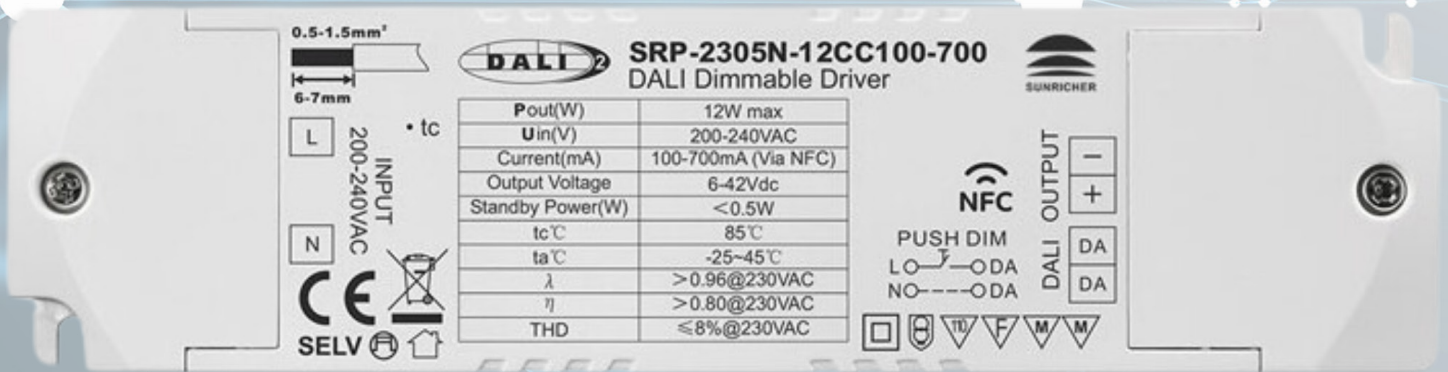 0.5-1.5mm²
6-7mm
L
N
INPUT
200-240VAC
• tc
SELV
DALI 2
SRP-2305N-12CC100-700
DALI Dimmable Driver
Pout(W) 12W max
Uin(V) 200-240VAC
Current(mA) 100-700mA (Via NFC)
Output Voltage 6-42Vdc
Standby Power(W) <0.5W
tc℃ 85℃
ta℃ -25~45℃
λ >0.96@230VAC
η >0.80@230VAC
THD ≤8%@230VAC
SUNRICHER
NFC
PUSH DIM
L DA
N DA
OUTPUT
−
+
DALI
DA
DA
CE
110
F
M
M